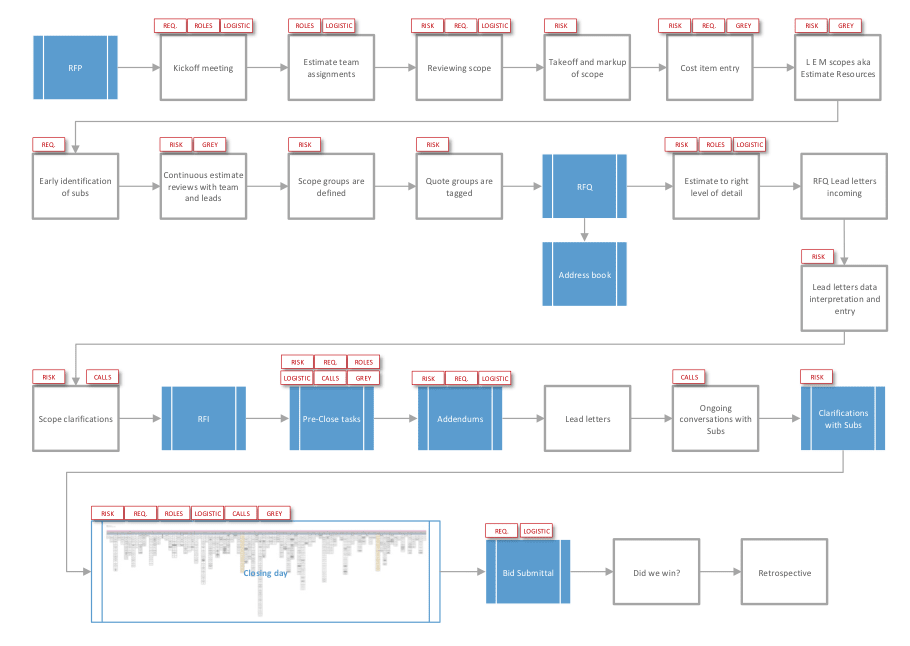 REQ. ROLES LOGISTIC
ROLES LOGISTIC
RISK REQ. LOGISTIC
RISK
RISK REQ. GREY
RISK GREY
RFP
Kickoff meeting
Estimate team
assignments
Reviewing scope
Takeoff and markup
of scope
Cost item entry
L E M scopes aka
Estimate Resources
REQ.
RISK GREY
RISK
RISK
RISK ROLES LOGISTIC
Early identification
of subs
Continuous estimate
reviews with team
and leads
Scope groups are
defined
Quote groups are
tagged
RFQ
Estimate to right
level of detail
RFQ Lead letters
incoming
Address book
RISK
Lead letters data
interpretation and
entry
RISK CALLS
RISK REQ. ROLES
LOGISTIC CALLS GREY
RISK REQ. LOGISTIC
CALLS
RISK
Scope clarifications
RFI
Pre-Close tasks
Addendums
Lead letters
Ongoing
conversations with
Subs
Clarifications
with Subs
RISK REQ. ROLES LOGISTIC CALLS GREY
Closing day
REQ. LOGISTIC
Bid Submittal
Did we win?
Retrospective